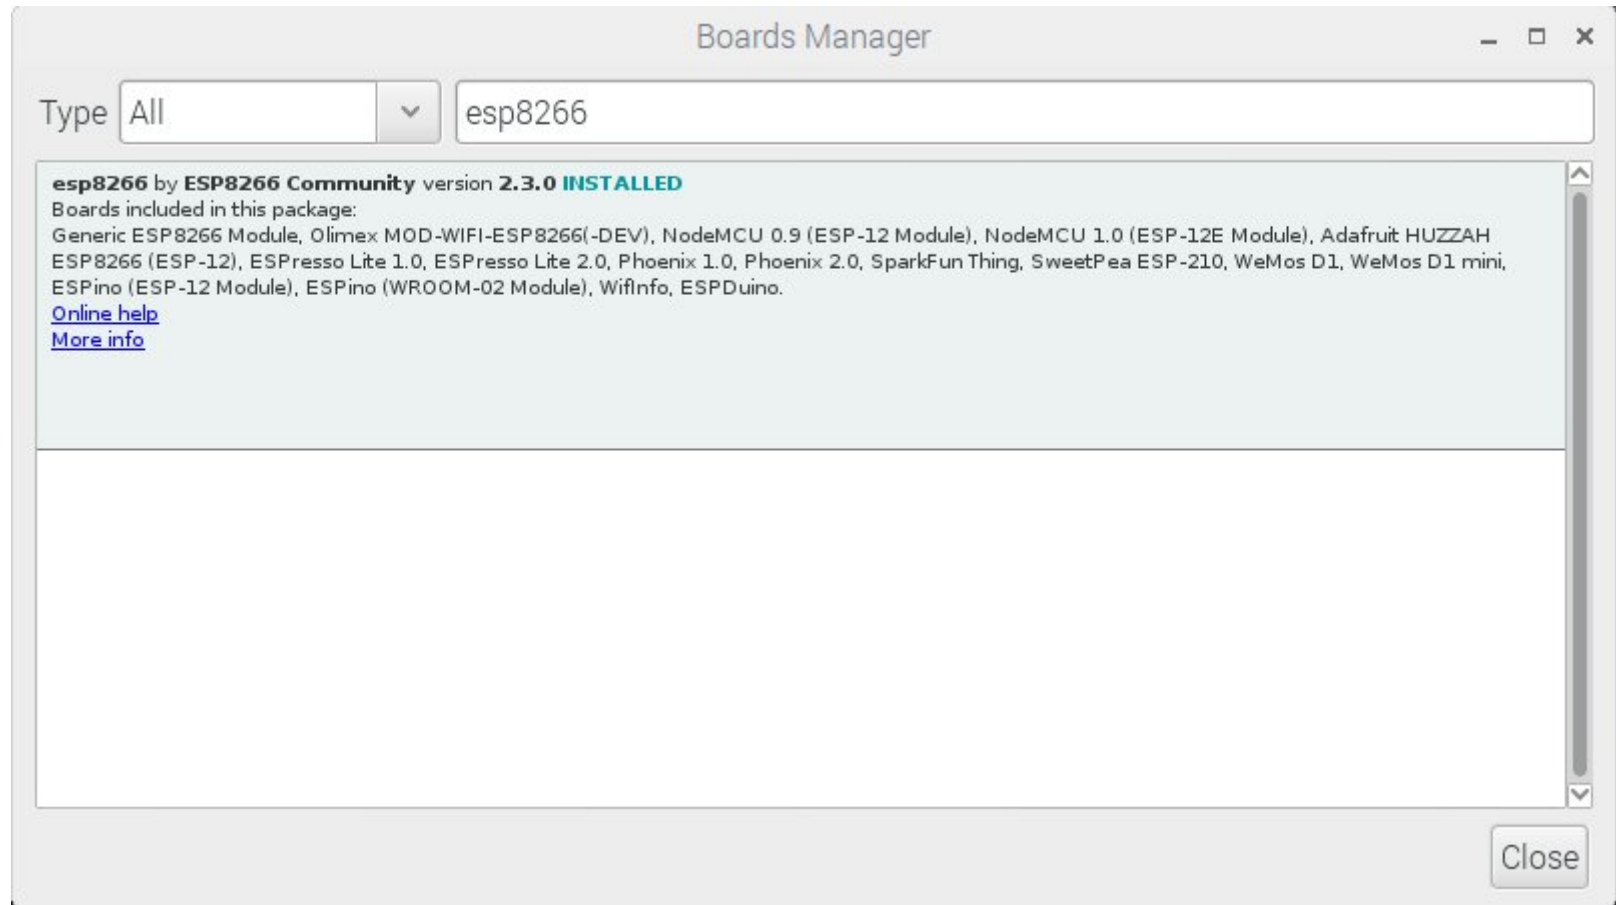 Boards Manager
Type All esp8266
esp8266 by ESP8266 Community version 2.3.0 INSTALLED
Boards included in this package:
Generic ESP8266 Module, Olimex MOD-WIFI-ESP8266(-DEV), NodeMCU 0.9 (ESP-12 Module), NodeMCU 1.0 (ESP-12E Module), Adafruit HUZZAH
ESP8266 (ESP-12), ESPresso Lite 1.0, ESPresso Lite 2.0, Phoenix 1.0, Phoenix 2.0, SparkFun Thing, SweetPea ESP-210, WeMos D1, WeMos D1 mini,
ESPino (ESP-12 Module), ESPino (WROOM-02 Module), WifInfo, ESPDuino.
Online help
More info
Close